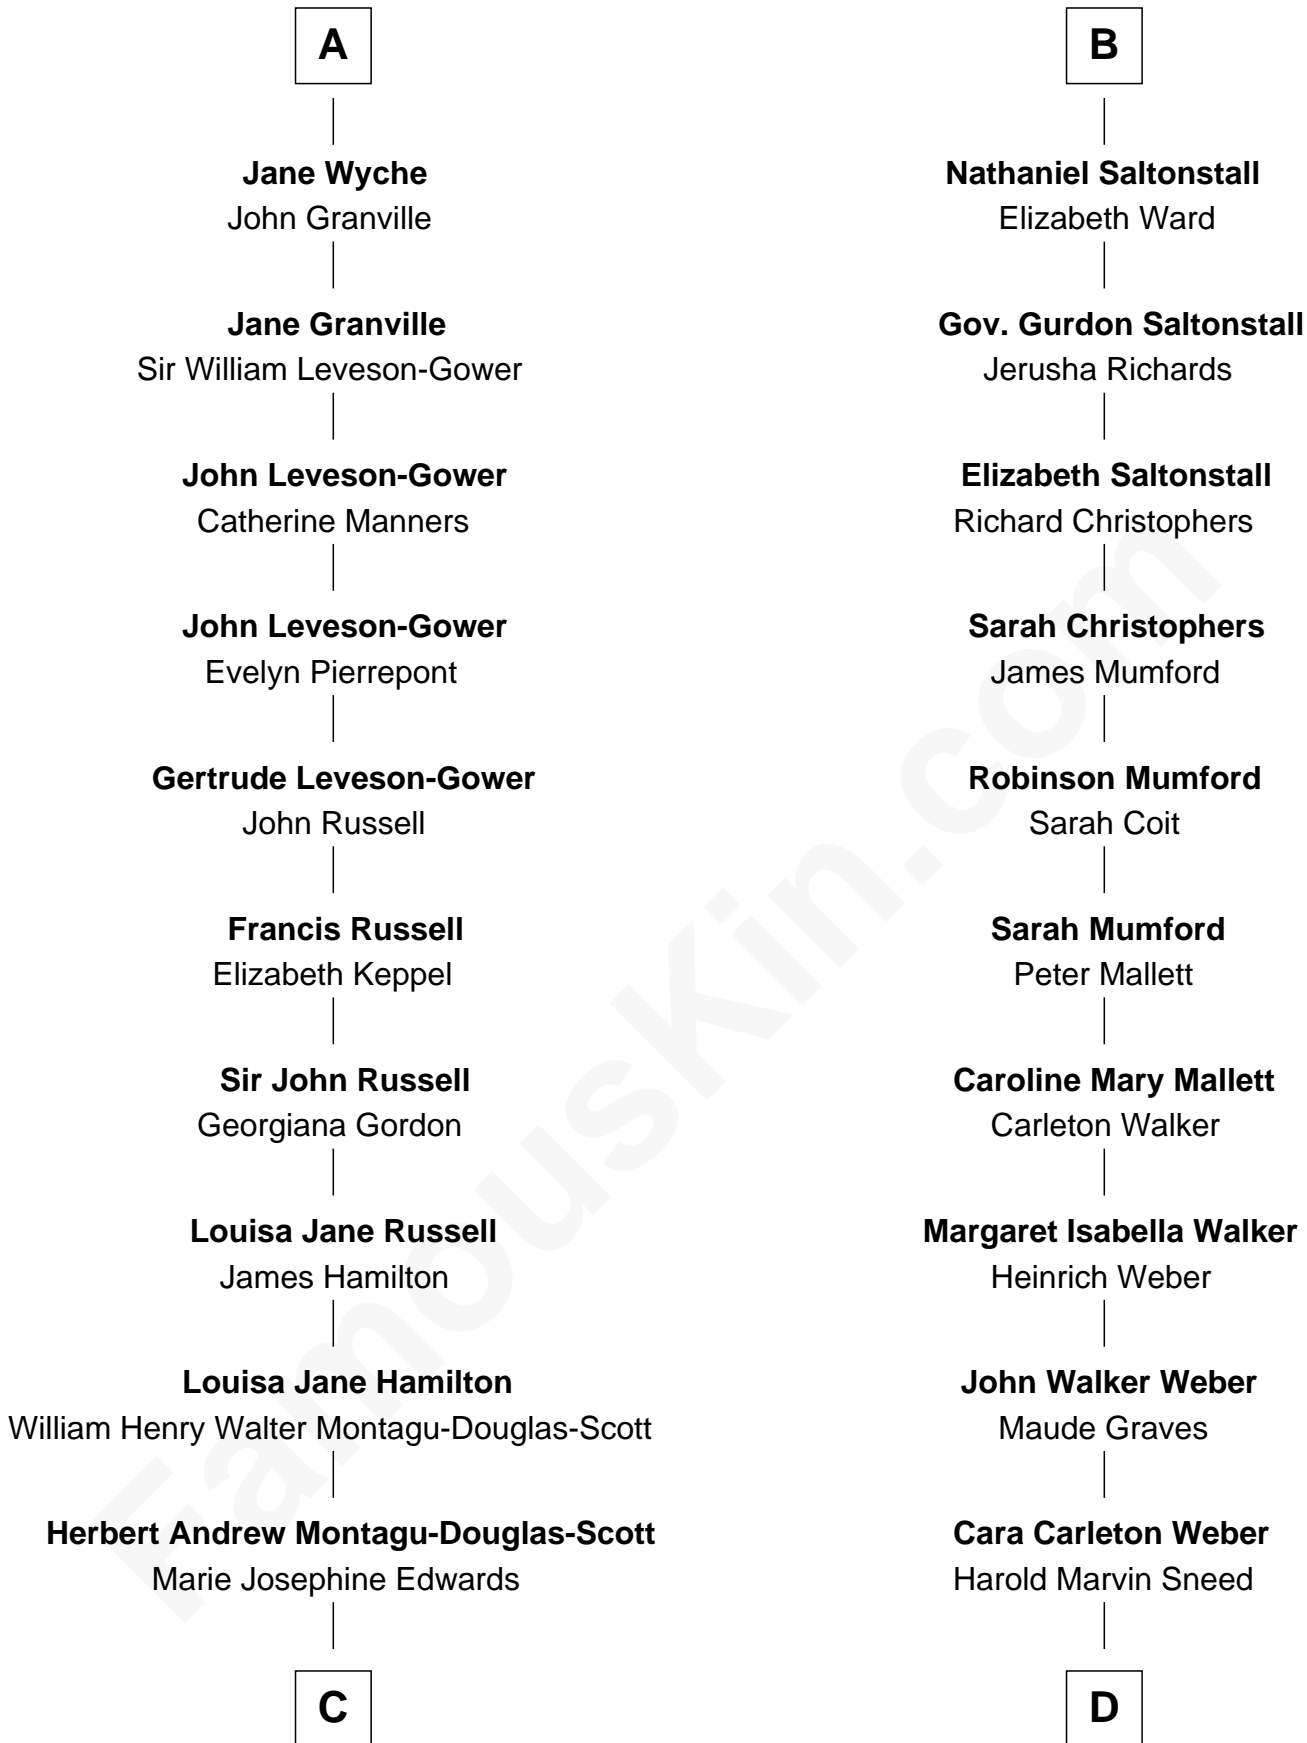 A
Jane Wyche
John Granville
Jane Granville
Sir William Leveson-Gower
John Leveson-Gower
Catherine Manners
John Leveson-Gower
Evelyn Pierrepont
Gertrude Leveson-Gower
John Russell
Francis Russell
Elizabeth Keppel
Sir John Russell
Georgiana Gordon
Louisa Jane Russell
James Hamilton
Louisa Jane Hamilton
William Henry Walter Montagu-Douglas-Scott
Herbert Andrew Montagu-Douglas-Scott
Marie Josephine Edwards
C
B
Nathaniel Saltonstall
Elizabeth Ward
Gov. Gurdon Saltonstall
Jerusha Richards
Elizabeth Saltonstall
Richard Christophers
Sarah Christophers
James Mumford
Robinson Mumford
Sarah Coit
Sarah Mumford
Peter Mallett
Caroline Mary Mallett
Carleton Walker
Margaret Isabella Walker
Heinrich Weber
John Walker Weber
Maude Graves
Cara Carleton Weber
Harold Marvin Sneed
D
FamousKin.com